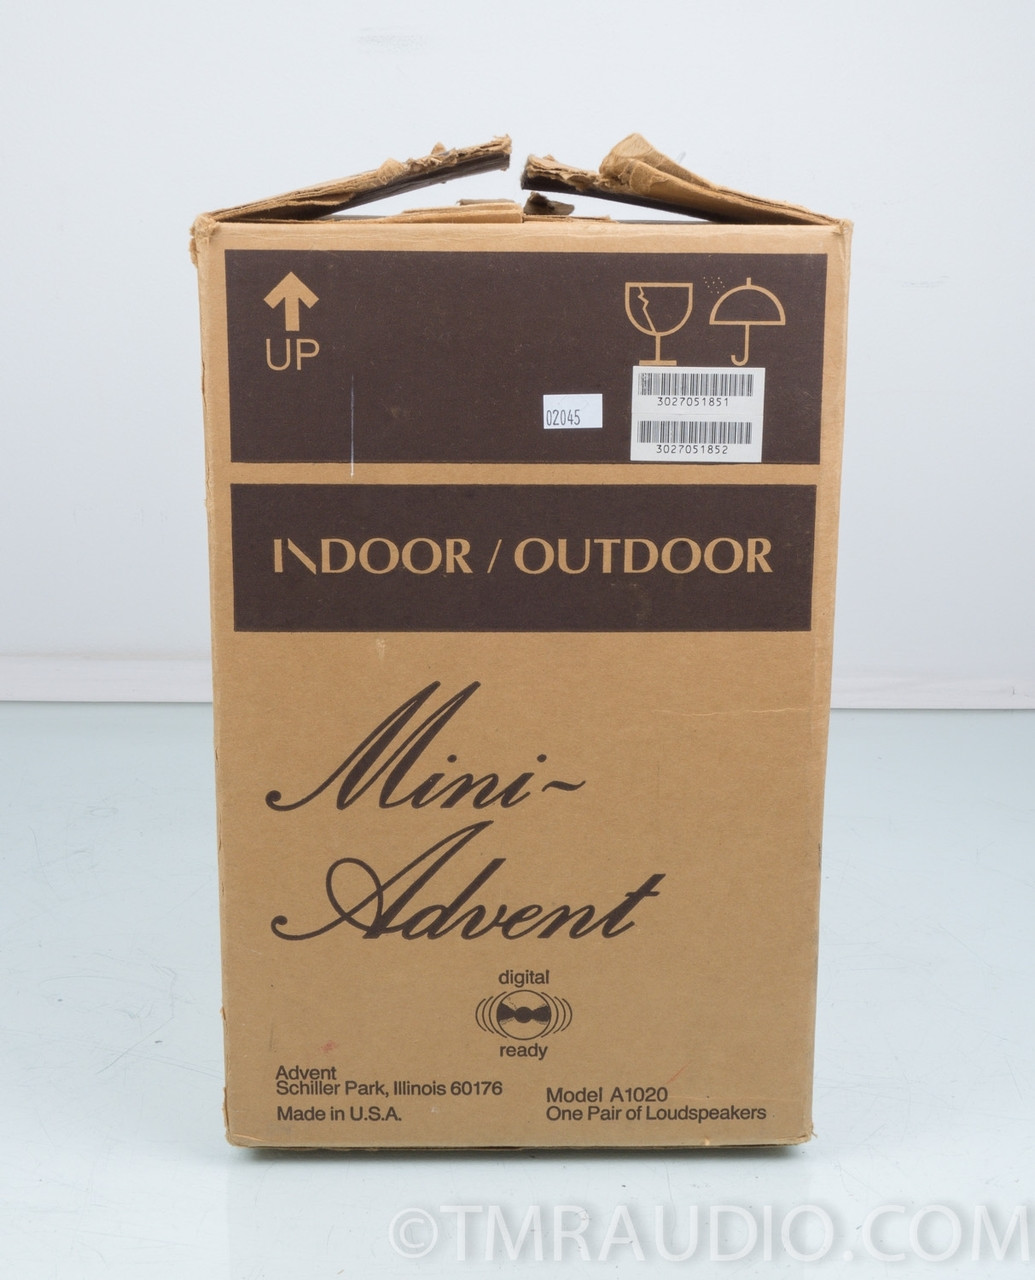 UP
02045
3027051851
3027051852
INDOOR / OUTDOOR
Mini-
Advent
digital
ready
Advent
Schiller Park, Illinois 60176
Made in U.S.A.
Model A1020
One Pair of Loudspeakers
©TMRAUDIO.COM